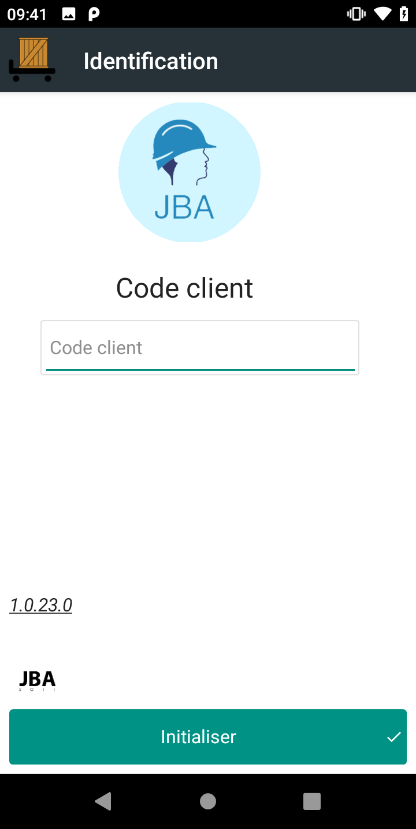 09:41
Identification
JBA
Code client
Code client
1.0.23.0
JBA
Initialiser